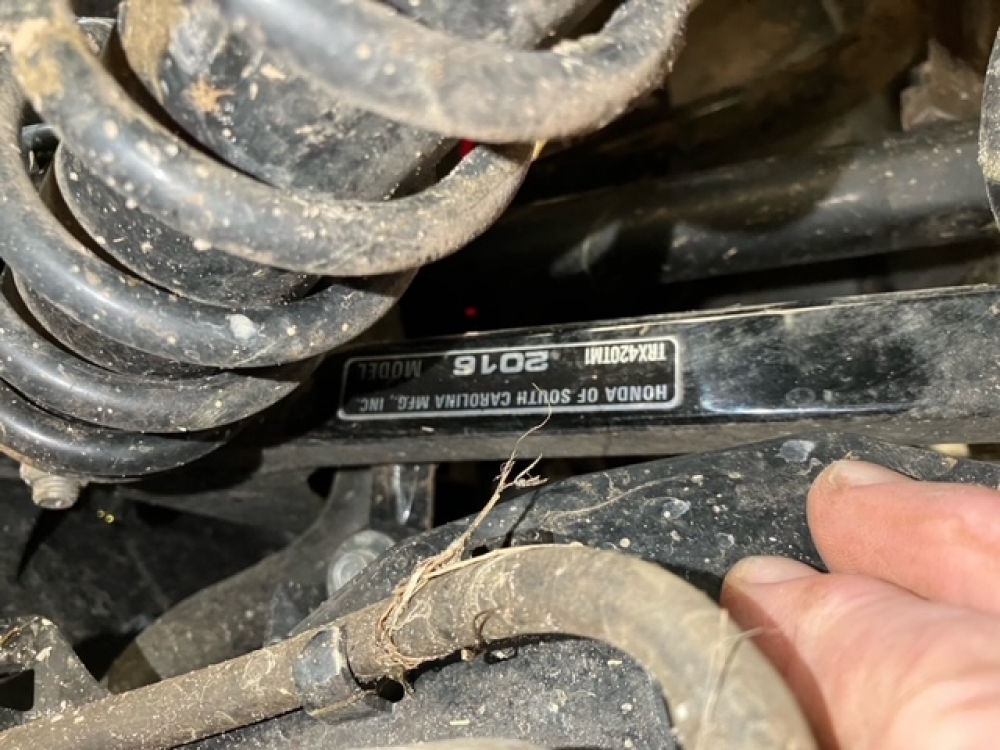 HONDA OF SOUTH CAROLINA MFG., INC.
TRX420TM1 *2016 MODEL